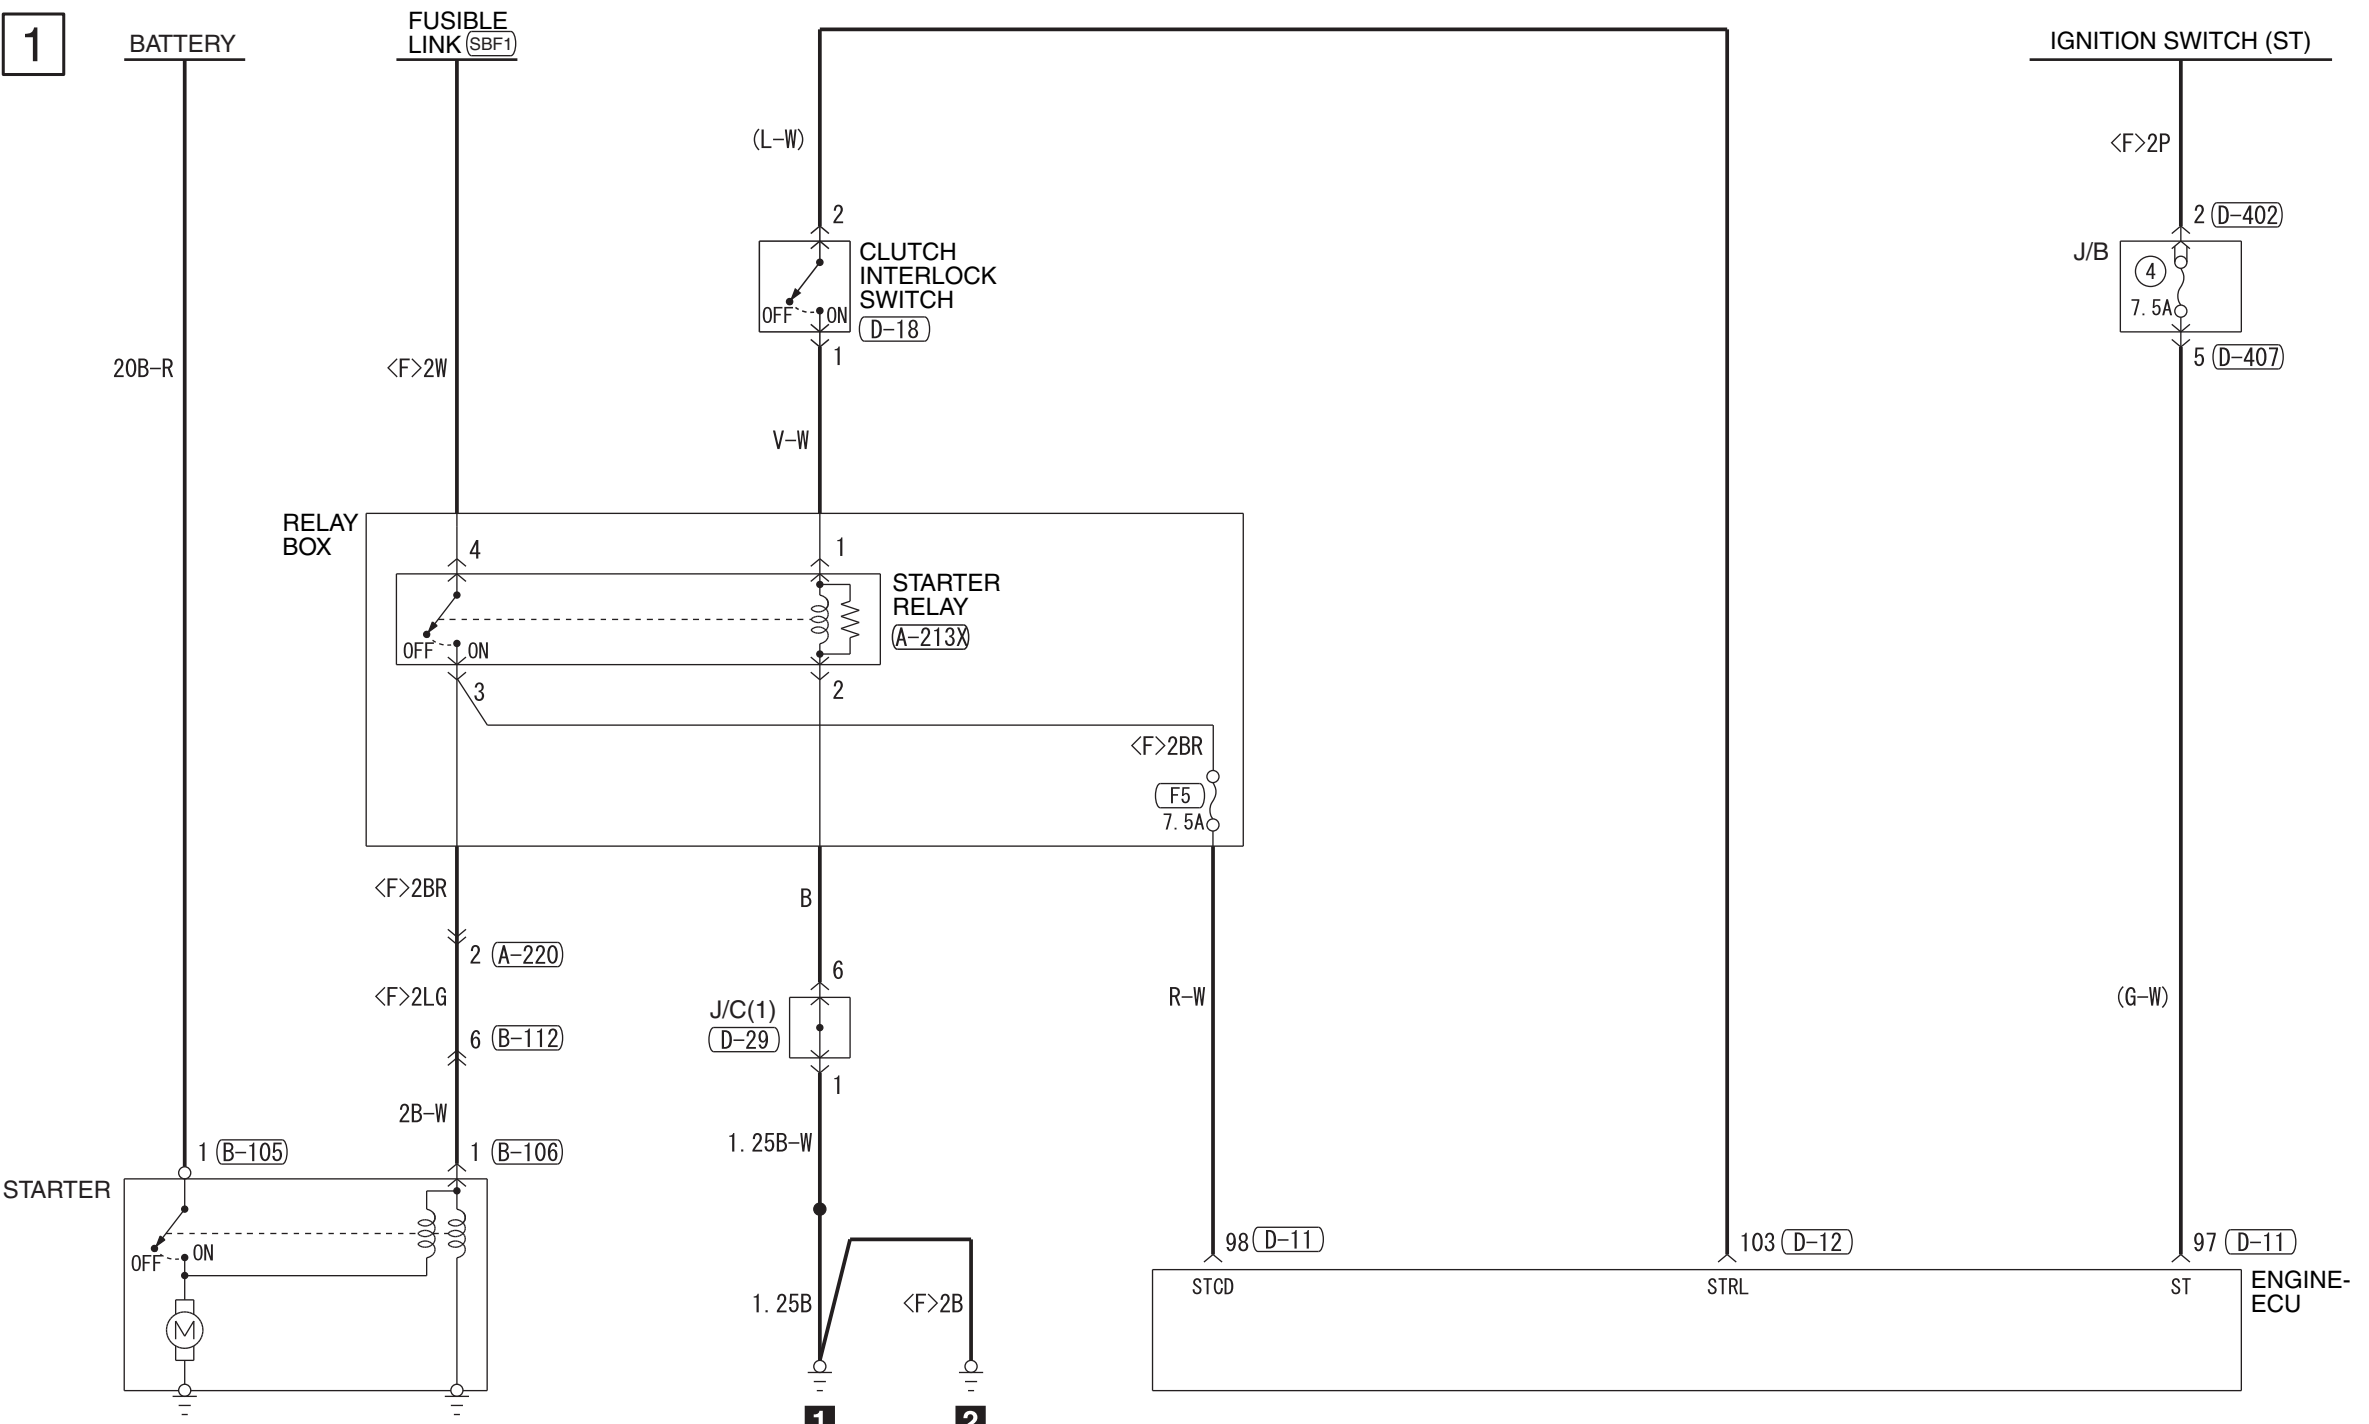 1
BATTERY
FUSIBLE
LINK SBF1
IGNITION SWITCH (ST)
(L-W)
<F>2P
2
2 D-402
CLUTCH
INTERLOCK
SWITCH
D-18
OFF ON
J/B
4
7.5A
1
5 D-407
20B-R
<F>2W
V-W
RELAY
BOX
4
1
STARTER
RELAY
A-213X
OFF ON
3
2
<F>2BR
F5
7.5A
<F>2BR
B
2 A-220
6
<F>2LG
J/C(1)
D-29
R-W
(G-W)
6 B-112
1
2B-W
1.25B-W
1 B-105
1 B-106
STARTER
OFF ON
M
1.25B
<F>2B
98 D-11
103 D-12
97 D-11
STCD
STRL
ST
ENGINE-
ECU
1
2